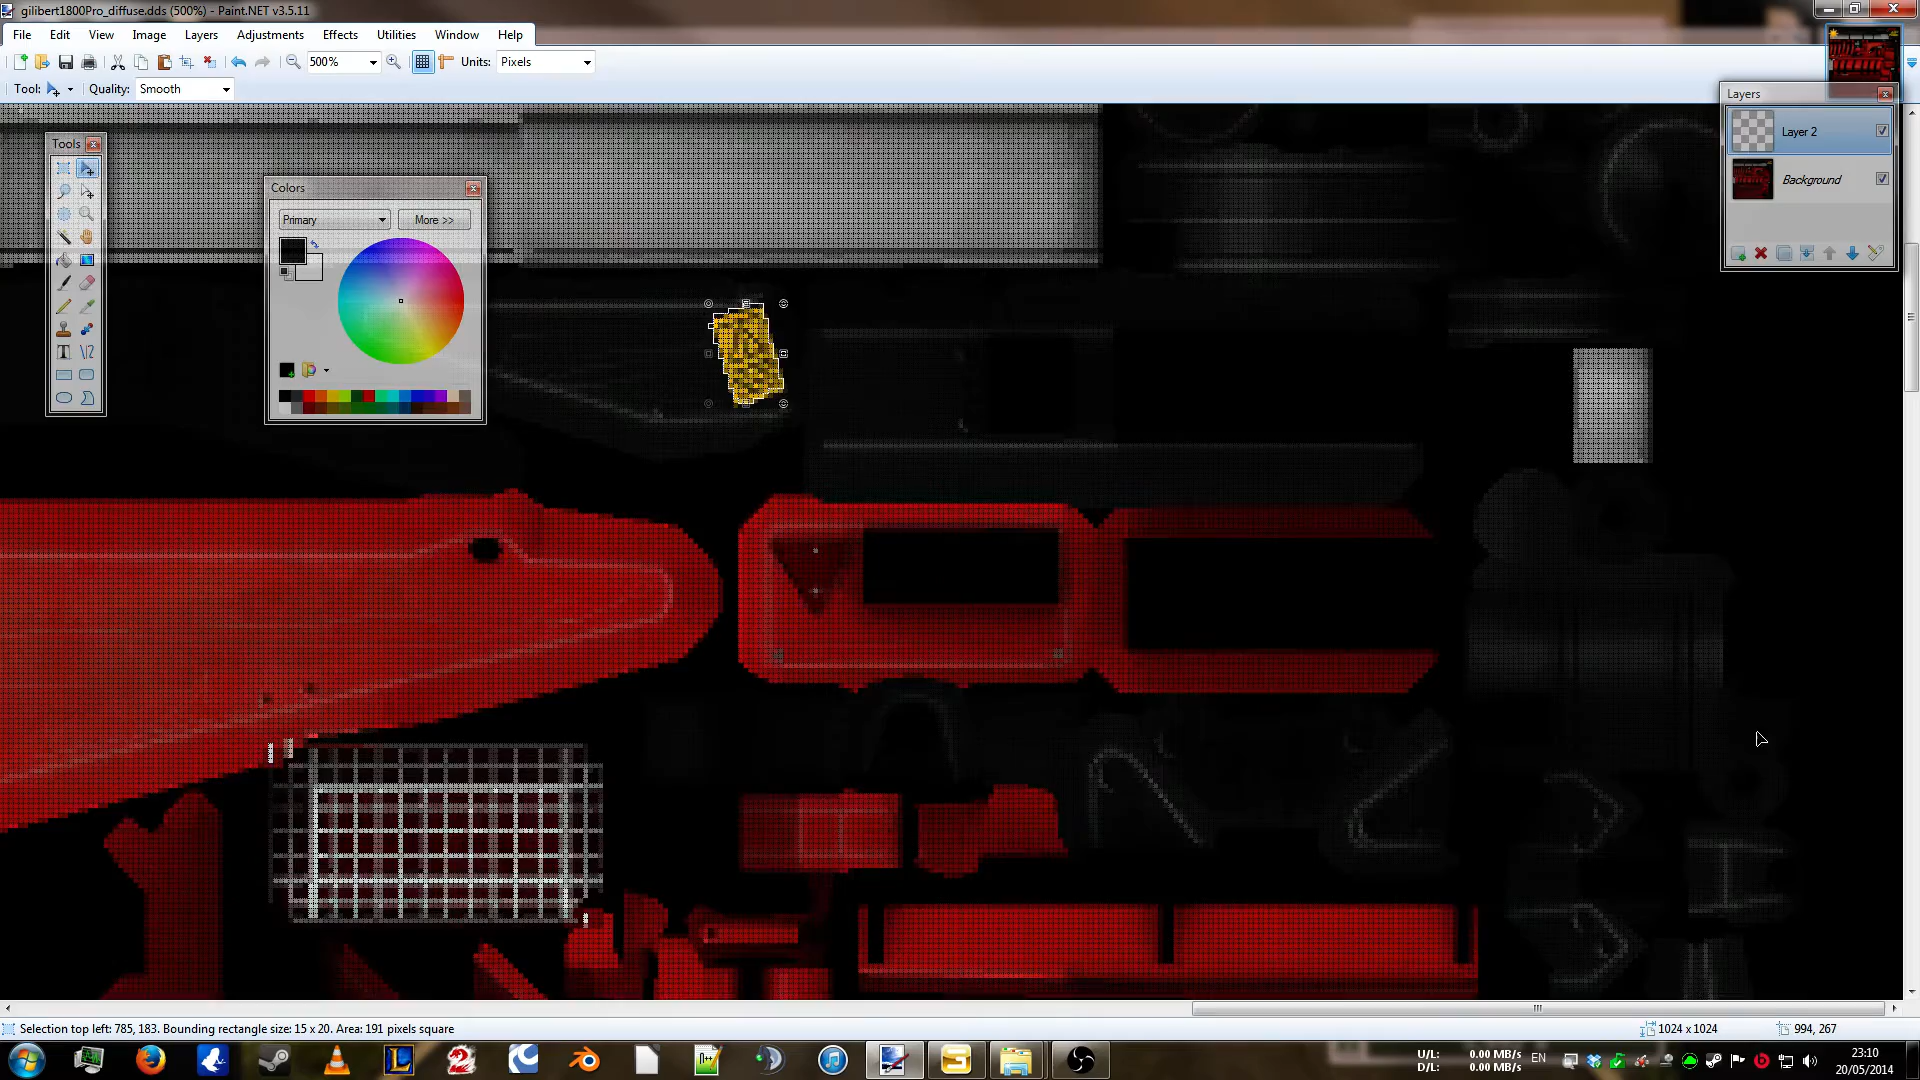 gilibert1800Pro_diffuse.dds (500%) - Paint.NET v3.5.11
File Edit View Image Layers Adjustments Effects Utilities Window Help
500% Units: Pixels
Tool: Quality: Smooth
Layers
Layer 2
Background
Tools
Colors
Primary More >>
Selection top left: 785, 183. Bounding rectangle size: 15 x 20. Area: 191 pixels square
1024 x 1024
994, 267
U/L: 0.00 MB/s
D/L: 0.00 MB/s
EN
23:10
20/05/2014